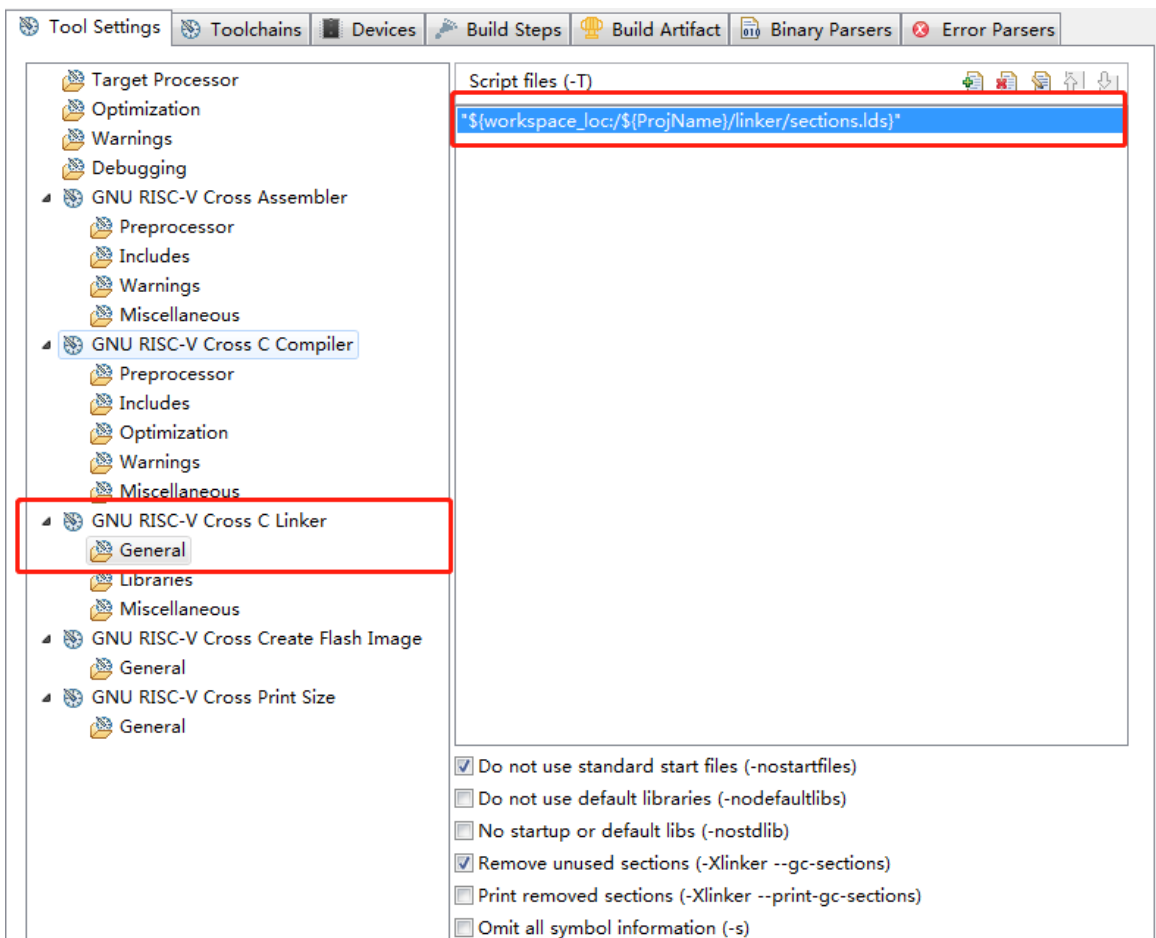 Tool Settings Toolchains Devices Build Steps Build Artifact Binary Parsers Error Parsers
Target Processor
Optimization
Warnings
Debugging
GNU RISC-V Cross Assembler
Preprocessor
Includes
Warnings
Miscellaneous
GNU RISC-V Cross C Compiler
Preprocessor
Includes
Optimization
Warnings
Miscellaneous
GNU RISC-V Cross C Linker
General
Libraries
Miscellaneous
GNU RISC-V Cross Create Flash Image
General
GNU RISC-V Cross Print Size
General
Script files (-T)
"${workspace_loc:/${ProjName}/linker/sections.lds}"
Do not use standard start files (-nostartfiles)
Do not use default libraries (-nodefaultlibs)
No startup or default libs (-nostdlib)
Remove unused sections (-Xlinker --gc-sections)
Print removed sections (-Xlinker --print-gc-sections)
Omit all symbol information (-s)